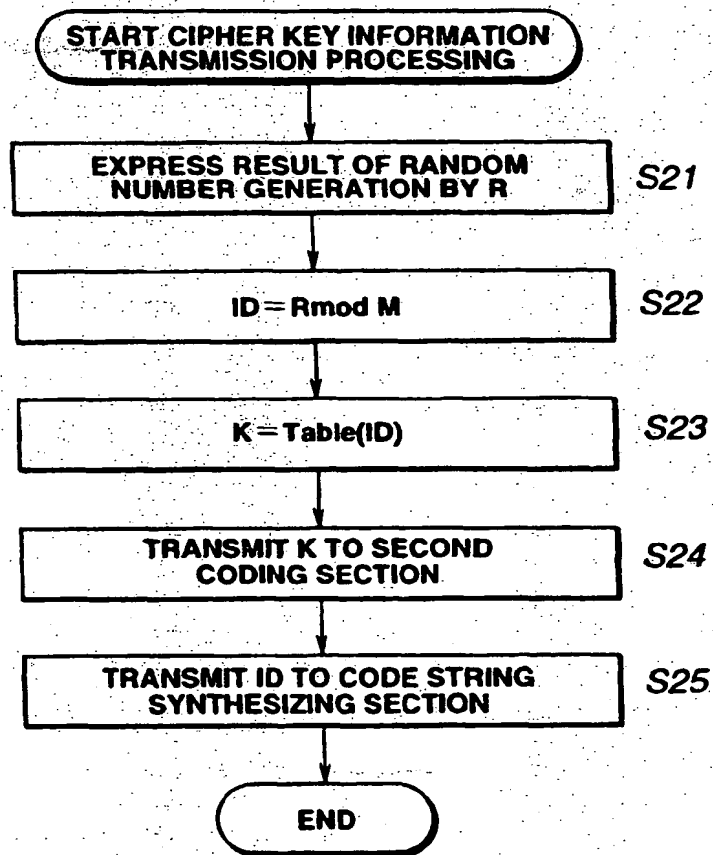 START CIPHER KEY INFORMATION
TRANSMISSION PROCESSING
EXPRESS RESULT OF RANDOM
NUMBER GENERATION BY R
S21
ID=Rmod M
S22
K=Table(ID)
S23
TRANSMIT K TO SECOND
CODING SECTION
S24
TRANSMIT ID TO CODE STRING
SYNTHESIZING SECTION
S25
END